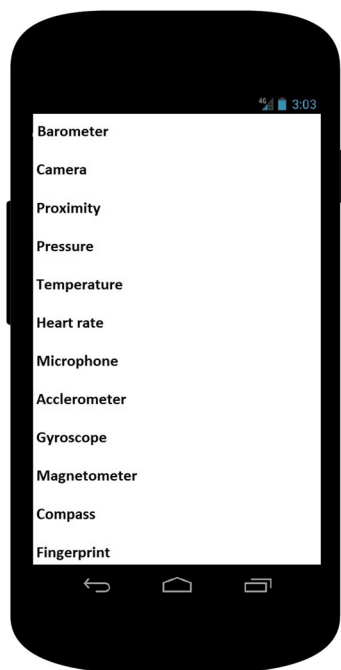 4G 3:03
Barometer
Camera
Proximity
Pressure
Temperature
Heart rate
Microphone
Acclerometer
Gyroscope
Magnetometer
Compass
Fingerprint